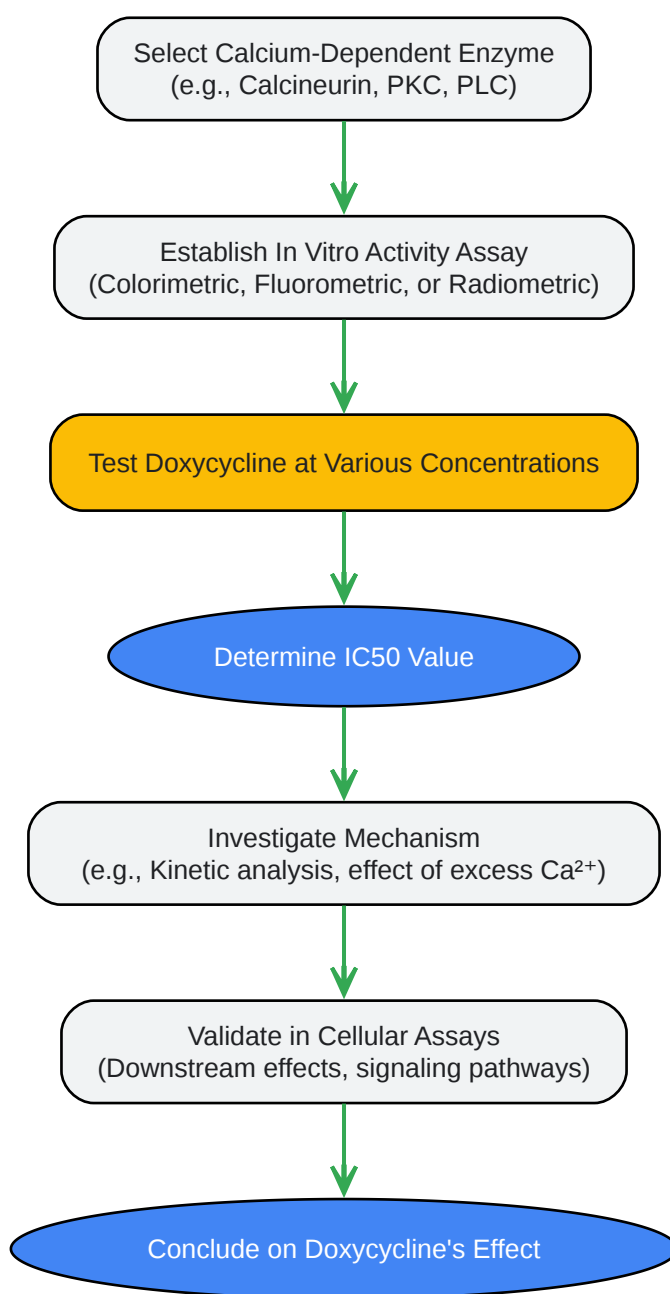 Select Calcium-Dependent Enzyme
(e.g., Calcineurin, PKC, PLC)
Establish In Vitro Activity Assay
(Colorimetric, Fluorometric, or Radiometric)
Test Doxycycline at Various Concentrations
Determine IC50 Value
Investigate Mechanism
(e.g., Kinetic analysis, effect of excess Ca²⁺)
Validate in Cellular Assays
(Downstream effects, signaling pathways)
Conclude on Doxycycline's Effect